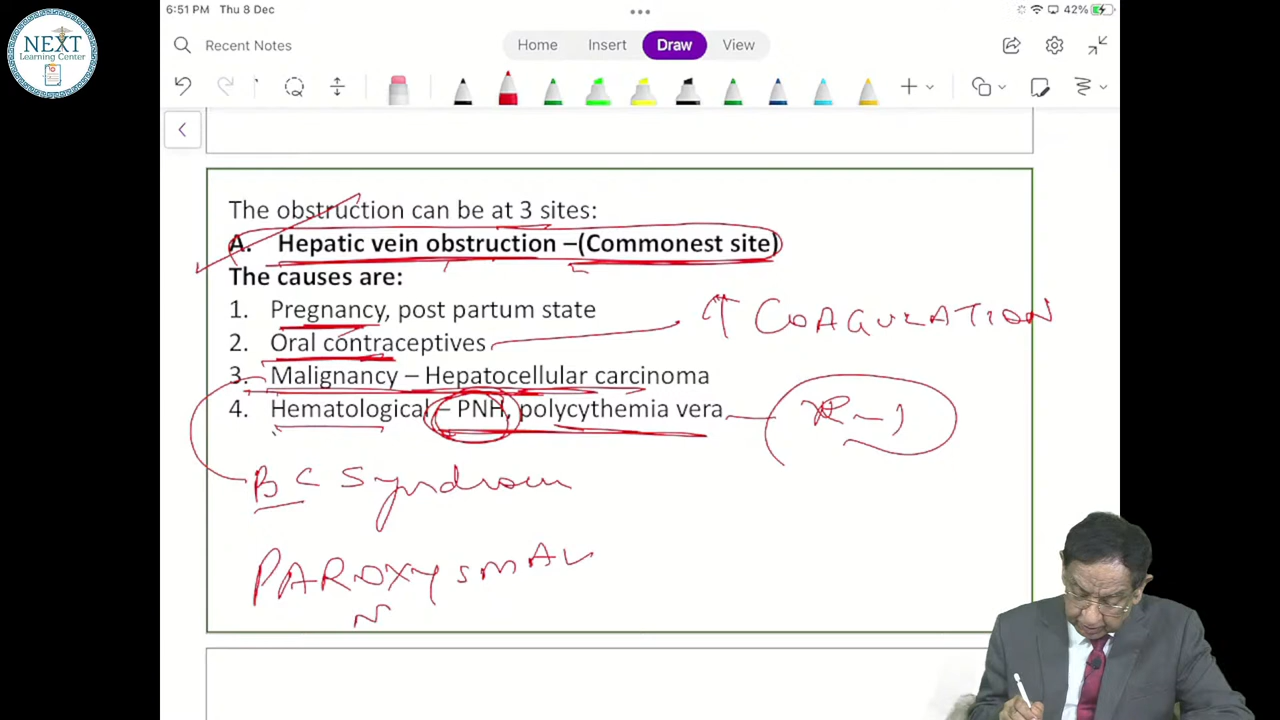 6:51 PM Thu 8 Dec
42%
NEXT
Learning Center
Recent Notes
Home Insert Draw View
The obstruction can be at 3 sites:
A. Hepatic vein obstruction –(Commonest site)
The causes are:
1. Pregnancy, post partum state
2. Oral contraceptives
↑ COAGULATION
3. Malignancy – Hepatocellular carcinoma
4. Hematological – PNH, polycythemia vera
BC Syndrom
PAROXYSMAL
N